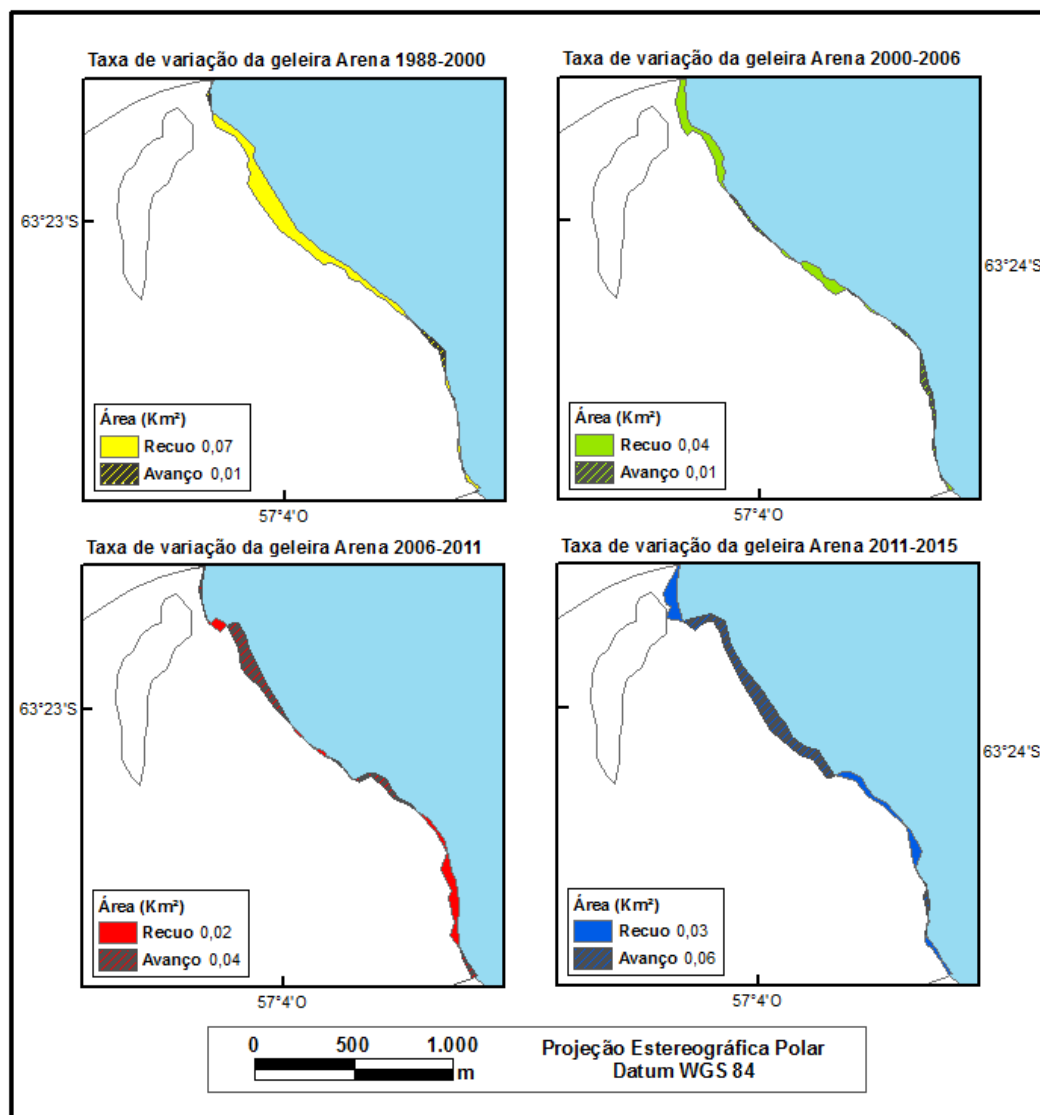 Taxa de variação da geleira Arena 1988-2000
63°23'S
Área (Km²)
Recuo 0,07
Avanço 0,01
57°4'O
Taxa de variação da geleira Arena 2000-2006
63°24'S
Área (Km²)
Recuo 0,04
Avanço 0,01
57°4'O
Taxa de variação da geleira Arena 2006-2011
63°23'S
Área (Km²)
Recuo 0,02
Avanço 0,04
57°4'O
Taxa de variação da geleira Arena 2011-2015
63°24'S
Área (Km²)
Recuo 0,03
Avanço 0,06
57°4'O
0 500 1.000
m
Projeção Estereográfica Polar
Datum WGS 84